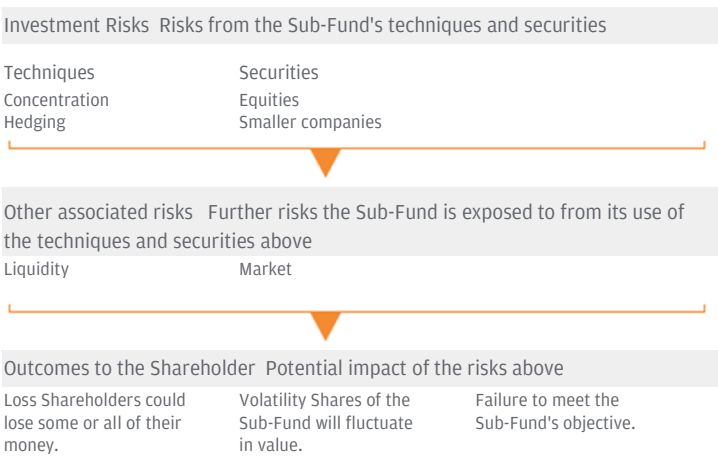 Investment Risks Risks from the Sub-Fund's techniques and securities
Techniques Securities
Concentration Equities
Hedging Smaller companies
Other associated risks Further risks the Sub-Fund is exposed to from its use of
the techniques and securities above
Liquidity Market
Outcomes to the Shareholder Potential impact of the risks above
Loss Shareholders could
lose some or all of their
money.
Volatility Shares of the
Sub-Fund will fluctuate
in value.
Failure to meet the
Sub-Fund's objective.